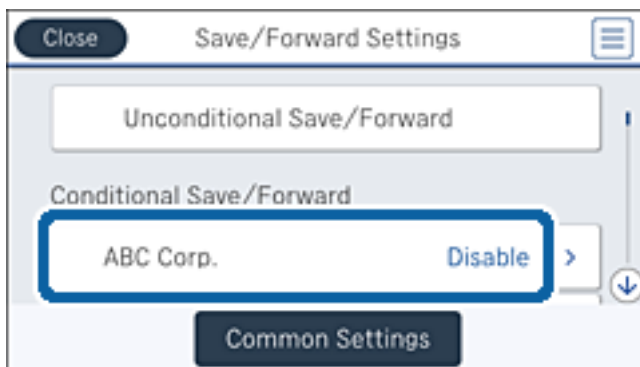 Close Save/Forward Settings
Unconditional Save/Forward
Conditional Save/Forward
ABC Corp. Disable >
Common Settings